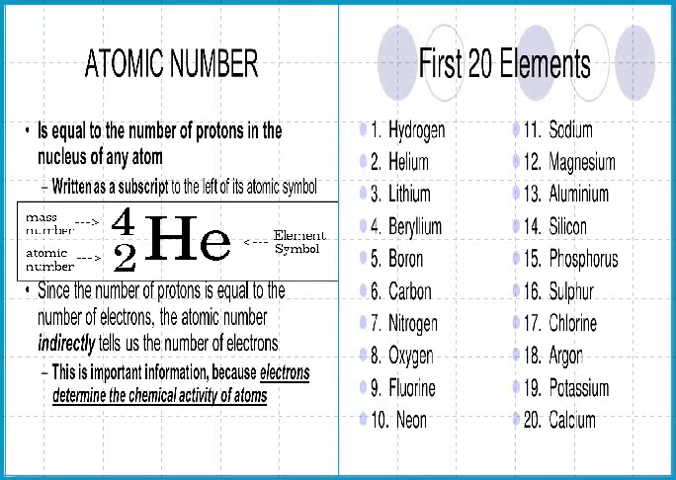 ATOMIC NUMBER
• Is equal to the number of protons in the
nucleus of any atom
– Written as a subscript to the left of its atomic symbol
mass
number
--->
4
2
He
<---
Element
Symbol
atomic
number
--->
• Since the number of protons is equal to the
number of electrons, the atomic number
indirectly tells us the number of electrons
– This is important information, because electrons
determine the chemical activity of atoms
First 20 Elements
1. Hydrogen
2. Helium
3. Lithium
4. Beryllium
5. Boron
6. Carbon
7. Nitrogen
8. Oxygen
9. Fluorine
10. Neon
11. Sodium
12. Magnesium
13. Aluminium
14. Silicon
15. Phosphorus
16. Sulphur
17. Chlorine
18. Argon
19. Potassium
20. Calcium